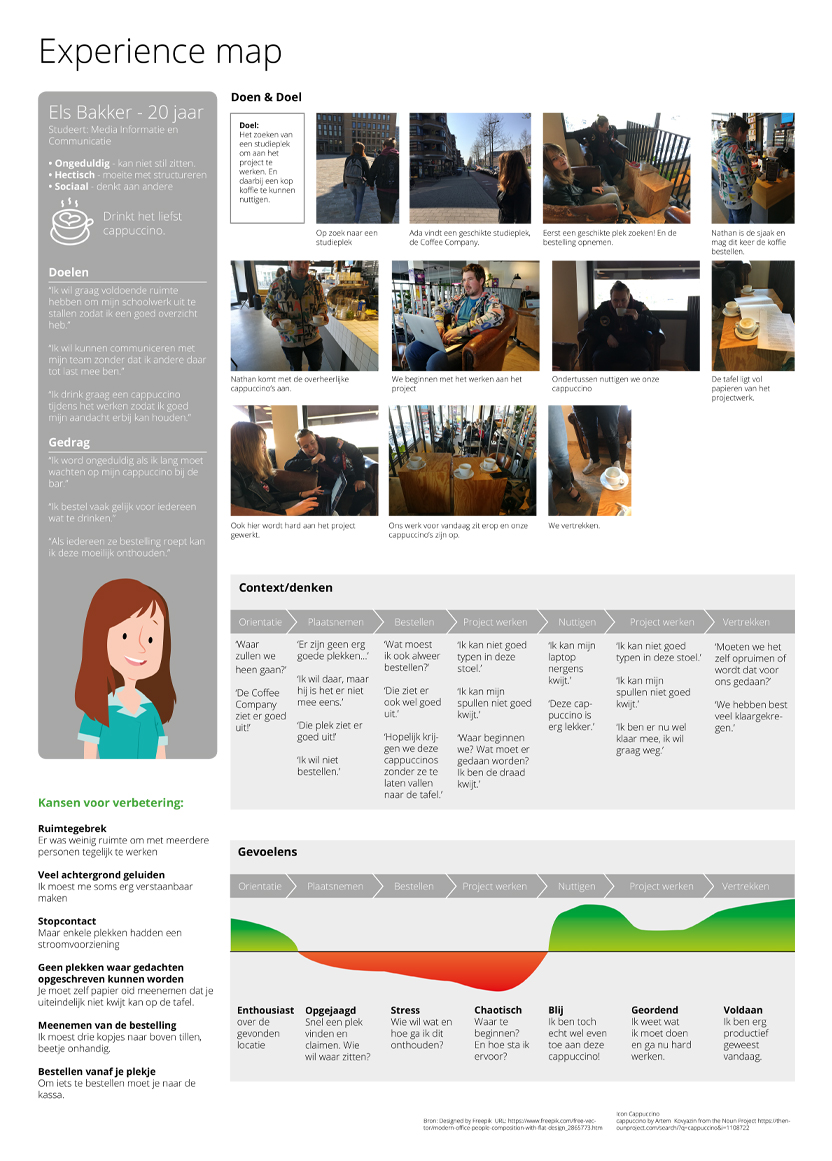 Experience map
Els Bakker - 20 jaar
Studeert: Media Informatie en
Communicatie
• Ongeduldig - kan niet stil zitten.
• Hectisch - moeite met structureren
• Sociaal - denkt aan andere
Drinkt het liefst
cappuccino.
Doelen
“Ik wil graag voldoende ruimte
hebben om mijn schoolwerk uit te
stallen zodat ik een goed overzicht
heb.”
“Ik wil kunnen communiceren met
mijn team zonder dat ik andere daar
tot last mee ben.”
“Ik drink graag een cappuccino
tijdens het werken zodat ik goed
mijn aandacht erbij kan houden.”
Gedrag
“Ik word ongeduldig als ik lang moet
wachten op mijn cappuccino bij de
bar.”
“Ik bestel vaak gelijk voor iedereen
wat te drinken.”
“Als iedereen ze bestelling roept kan
ik deze moeilijk onthouden.”
Kansen voor verbetering:
Ruimtegebrek
Er was weinig ruimte om met meerdere
personen tegelijk te werken
Veel achtergrond geluiden
Ik moest me soms erg verstaanbaar
maken
Stopcontact
Maar enkele plekken hadden een
stroomvoorziening
Geen plekken waar gedachten
opgeschreven kunnen worden
Je moet zelf papier oid meenemen dat je
uiteindelijk niet kwijt kan op de tafel.
Meenemen van de bestelling
Ik moest drie kopjes naar boven tillen,
beetje onhandig.
Bestellen vanaf je plekje
Om iets te bestellen moet je naar de
kassa.
Doen & Doel
Doel:
Het zoeken van
een studieplek
om aan het
project te
werken. En
daarbij een kop
koffie te kunnen
nuttigen.
Op zoek naar een
studieplek
Ada vindt een geschikte studieplek,
de Coffee Company.
Eerst een geschikte plek zoeken! En de
bestelling opnemen.
Nathan is de sjaak en
mag dit keer de koffie
bestellen.
Nathan komt met de overheerlijke
cappuccino’s aan.
We beginnen met het werken aan het
project
Ondertussen nuttigen we onze
cappuccino
De tafel ligt vol
papieren van het
projectwerk.
Ook hier wordt hard aan het project
gewerkt.
Ons werk voor vandaag zit erop en onze
cappuccino’s zijn op.
We vertrekken.
Context/denken
Orientatie
Plaatsnemen
Bestellen
Project werken
Nuttigen
Project werken
Vertrekken
‘Waar
zullen we
heen gaan?’
‘De Coffee
Company
ziet er goed
uit!’
‘Er zijn geen erg
goede plekken...’
‘Ik wil daar, maar
hij is het er niet
mee eens.’
‘Die plek ziet er
goed uit!’
‘Ik wil niet
bestellen.’
‘Wat moest
ik ook alweer
bestellen?’
‘Die ziet er
ook wel goed
uit.’
‘Hopelijk krij-
gen we deze
cappuccinos
zonder ze te
laten vallen
naar de tafel.’
‘Ik kan niet goed
typen in deze
stoel.’
‘Ik kan mijn
spullen niet goed
kwijt.’
‘Waar beginnen
we? Wat moet er
gedaan worden?
Ik ben de draad
kwijt.’
‘Ik kan mijn
laptop
nergens
kwijt.’
‘Deze cap-
puccino is
erg lekker.’
‘Ik kan niet goed
typen in deze stoel.’
‘Ik kan mijn
spullen niet goed
kwijt.’
‘Ik ben er nu wel
klaar mee, ik wil
graag weg.’
‘Moeten we het
zelf opruimen of
wordt dat voor
ons gedaan?’
‘We hebben best
veel klaargekre-
gen.’
Gevoelens
Orientatie
Plaatsnemen
Bestellen
Project werken
Nuttigen
Project werken
Vertrekken
Enthousiast
over de
gevonden
locatie
Opgejaagd
Snel een plek
vinden en
claimen. Wie
wil waar zitten?
Stress
Wie wil wat en
hoe ga ik dit
onthouden?
Chaotisch
Waar te
beginnen?
En hoe sta ik
ervoor?
Blij
Ik ben toch
echt wel even
toe aan deze
cappuccino!
Geordend
Ik weet wat
ik moet doen
en ga nu hard
werken.
Voldaan
Ik ben erg
productief
geweest
vandaag.
Bron: Designed by Freepik URL: https://www.freepik.com/free-vec-
tor/modern-office-people-composition-with-flat-design_2865773.htm
Icon Cappuccino
cappuccino by Artem Kovyazin from the Noun Project https://then-
ounproject.com/search/?q=cappuccino&i=1108722